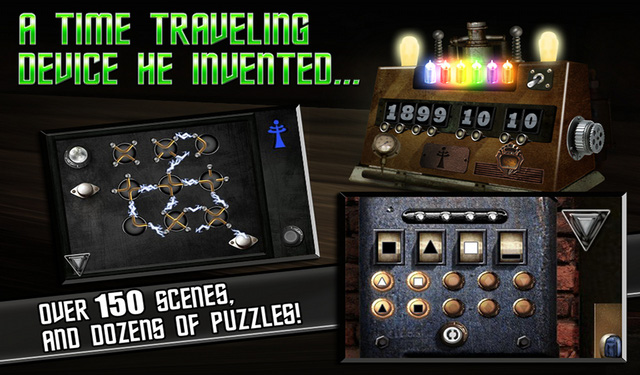 A TIME TRAVELING
DEVICE HE INVENTED...
1899 10 10
OVER 150 SCENES,
AND DOZENS OF PUZZLES!